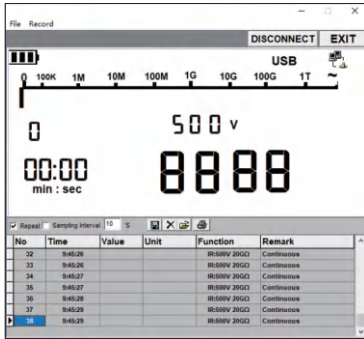 File Record
DISCONNECT EXIT
USB
0 100K 1M 10M 100M 1G 10G 100G 1T ~
0 500 V
00:00 8888
min : sec
Repeat Sampling Interval 10 'S
No Time Value Unit Function Remark
32 9:45:26 IR:500V 20GΩ Continuous
33 9:45:26 IR:500V 20GΩ Continuous
34 9:45:27 IR:500V 20GΩ Continuous
35 9:45:27 IR:500V 20GΩ Continuous
36 9:45:28 IR:500V 20GΩ Continuous
37 9:45:29 IR:500V 20GΩ Continuous
38 9:45:29 IR:500V 20GΩ Continuous